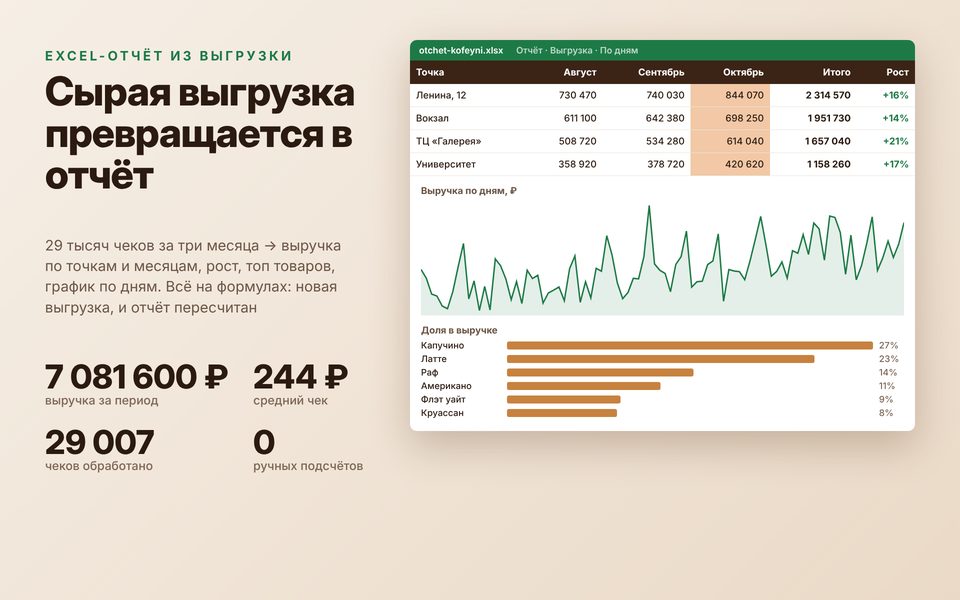 EXCEL-ОТЧЁТ ИЗ ВЫГРУЗКИ
Сырая выгрузка
превращается в
отчёт
29 тысяч чеков за три месяца → выручка
по точкам и месяцам, рост, топ товаров,
график по дням. Всё на формулах: новая
выгрузка, и отчёт пересчитан
7 081 600 ₽ 244 ₽
выручка за период средний чек
29 007 0
чеков обработано ручных подсчётов
otchet-kofeyni.xlsx Отчёт · Выгрузка · По дням
Точка Август Сентябрь Октябрь Итого Рост
Ленина, 12 730 470 740 030 844 070 2 314 570 +16%
Вокзал 611 100 642 380 698 250 1 951 730 +14%
ТЦ «Галерея» 508 720 534 280 614 040 1 657 040 +21%
Университет 358 920 378 720 420 620 1 158 260 +17%
Выручка по дням, ₽
Доля в выручке
Капучино 27%
Латте 23%
Раф 14%
Американо 11%
Флэт уайт 9%
Круассан 8%